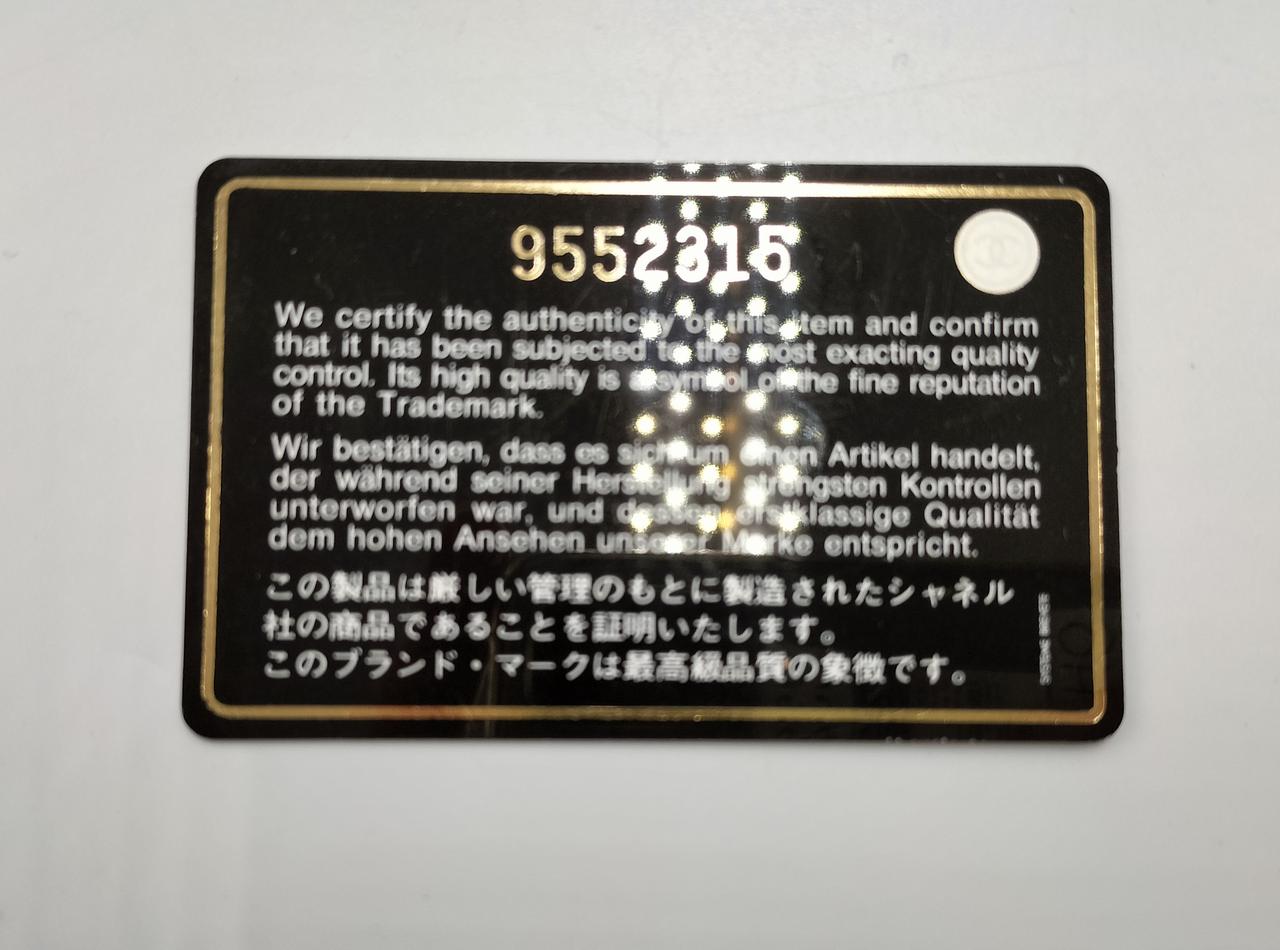 9552315
We certify the authenticity of this item and confirm
that it has been subjected to the most exacting quality
control. Its high quality is a symbol of the fine reputation
of the Trademark.
Wir bestätigen, dass es sich um einen Artikel handelt,
der während seiner Herstellung strengsten Kontrollen
unterworfen war, und dessen erstklassige Qualität
dem hohen Ansehen unserer Marke entspricht.
この製品は厳しい管理のもとに製造されたシャネル
社の商品であることを証明いたします。
このブランド・マークは最高級品質の象徴です。